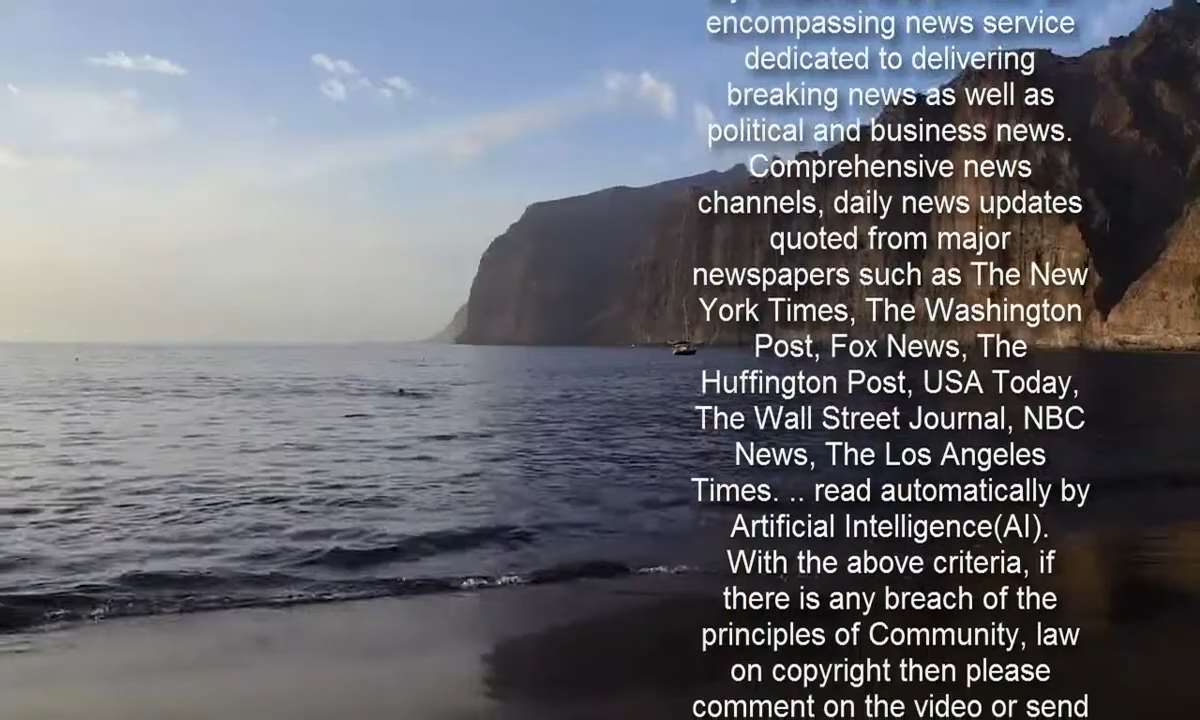 encompassing news service
dedicated to delivering
breaking news as well as
political and business news.
Comprehensive news
channels, daily news updates
quoted from major
newspapers such as The New
York Times, The Washington
Post, Fox News, The
Huffington Post, USA Today,
The Wall Street Journal, NBC
News, The Los Angeles
Times. .. read automatically by
Artificial Intelligence(AI).
With the above criteria, if
there is any breach of the
principles of Community, law
on copyright then please
comment on the video or send